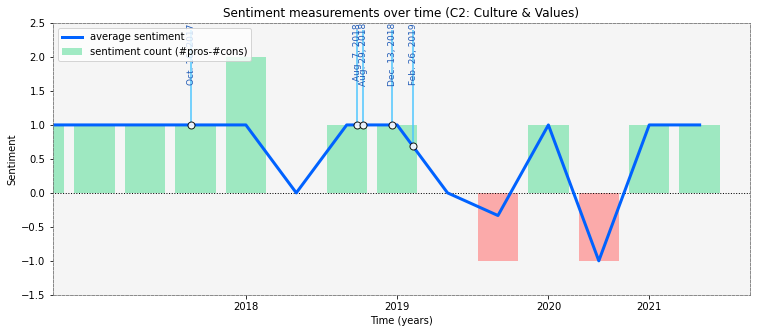 Sentiment measurements over time (C2: Culture & Values)
average sentiment
sentiment count (#pros-#cons)
Aug. 7, 2018
Aug. 29, 2018
Dec. 13, 2018
Feb. 26, 2019
Sentiment
2.5
2.0
1.5
1.0
0.5
0.0
−0.5
−1.0
−1.5
2018
2019
2020
2021
Time (years)